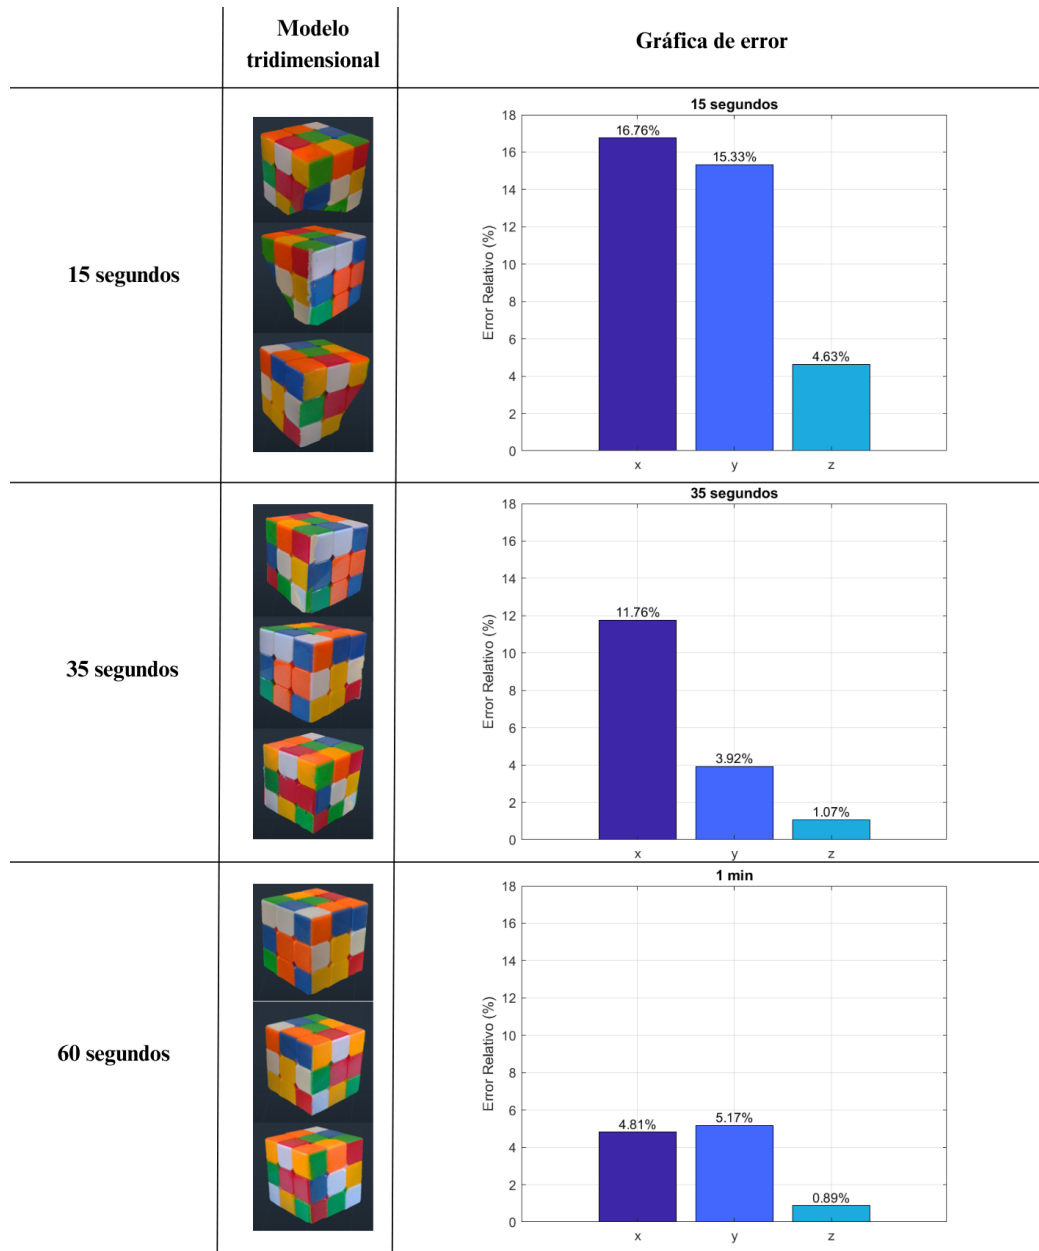 Modelo
tridimensional
Gráfica de error
15 segundos
15 segundos
Error Relativo (%)
18
16
14
12
10
8
6
4
2
0
16.76%
15.33%
4.63%
x
y
z
35 segundos
35 segundos
Error Relativo (%)
18
16
14
12
10
8
6
4
2
0
11.76%
3.92%
1.07%
x
y
z
60 segundos
1 min
Error Relativo (%)
18
16
14
12
10
8
6
4
2
0
4.81%
5.17%
0.89%
x
y
z